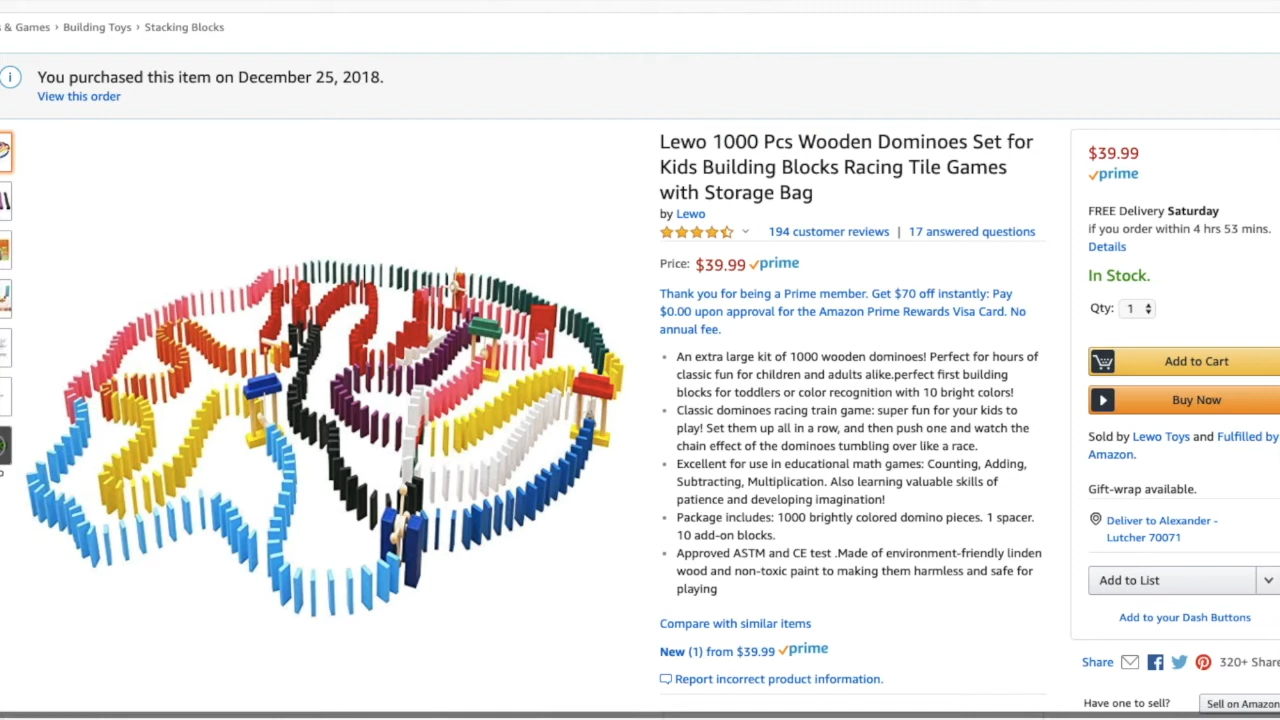 & Games › Building Toys › Stacking Blocks
You purchased this item on December 25, 2018.
View this order
Lewo 1000 Pcs Wooden Dominoes Set for
Kids Building Blocks Racing Tile Games
with Storage Bag
by Lewo
194 customer reviews | 17 answered questions
Price: $39.99 prime
Thank you for being a Prime member. Get $70 off instantly: Pay
$0.00 upon approval for the Amazon Prime Rewards Visa Card. No
annual fee.
An extra large kit of 1000 wooden dominoes! Perfect for hours of
classic fun for children and adults alike.perfect first building
blocks for toddlers or color recognition with 10 bright colors!
Classic dominoes racing train game: super fun for your kids to
play! Set them up all in a row, and then push one and watch the
chain effect of the dominoes tumbling over like a race.
Excellent for use in educational math games: Counting, Adding,
Subtracting, Multiplication. Also learning valuable skills of
patience and developing imagination!
Package includes: 1000 brightly colored domino pieces. 1 spacer.
10 add-on blocks.
Approved ASTM and CE test .Made of environment-friendly linden
wood and non-toxic paint to making them harmless and safe for
playing
Compare with similar items
New (1) from $39.99 prime
Report incorrect product information.
$39.99
prime
FREE Delivery Saturday
if you order within 4 hrs 53 mins.
Details
In Stock.
Qty: 1
Add to Cart
Buy Now
Sold by Lewo Toys and Fulfilled by
Amazon.
Gift-wrap available.
Deliver to Alexander -
Lutcher 70071
Add to List
Add to your Dash Buttons
Share 320+ Share
Have one to sell? Sell on Amazon